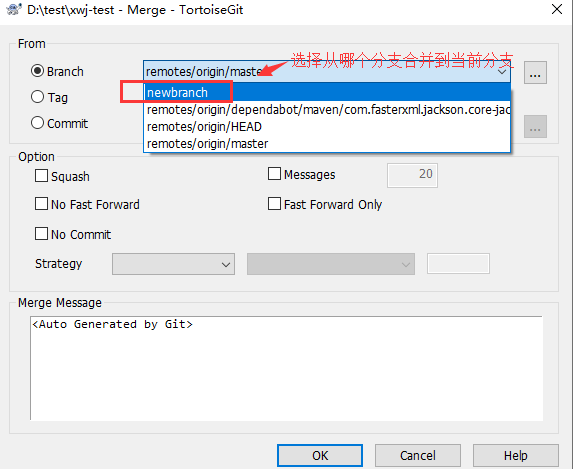 D:\test\xwj-test - Merge - TortoiseGit
From
Branch
remotes/origin/master
选择从哪个分支合并到当前分支
...
newbranch
Tag
remotes/origin/dependabot/maven/com.fasterxml.jackson.core-jac
remotes/origin/HEAD
Commit
...
remotes/origin/master
Option
Squash
Messages
20
No Fast Forward
Fast Forward Only
No Commit
Strategy
Merge Message
<Auto Generated by Git>
OK
Cancel
Help